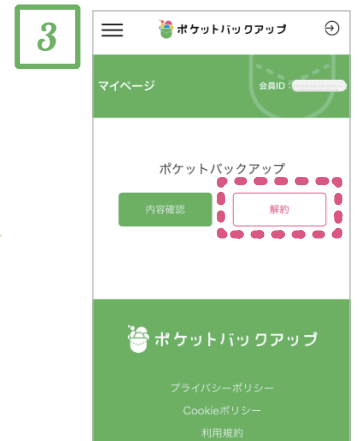 3
ポケットバックアップ
マイページ
会員ID：
ポケットバックアップ
内容確認
解約
ポケットバックアップ
プライバシーポリシー
Cookieポリシー
利用規約